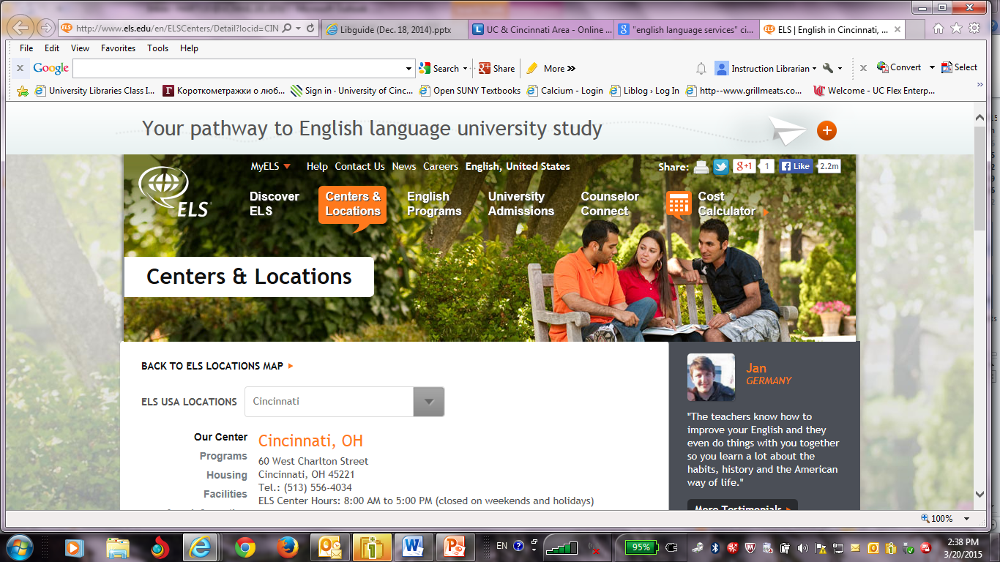 http://www.els.edu/en/ELSCenters/Detail?locid=CIN
Libguide (Dec. 18, 2014).pptx
UC & Cincinnati Area - Online ...
"english language services" ci...
ELS | English in Cincinnati, ...
File Edit View Favorites Tools Help
Google
Search
Share
More »
Instruction Librarian
Convert
Select
University Libraries Class I...
Короткометражки о люб...
Sign in · University of Cinc...
Open SUNY Textbooks
Calcium - Login
Liblog › Log In
http--www.grillmeats.co...
Welcome - UC Flex Enterp...
Your pathway to English language university study
MyELS Help Contact Us News Careers English, United States
Share: g+1 1 Like 2.2m
ELS
Discover ELS
Centers & Locations
English Programs
University Admissions
Counselor Connect
Cost Calculator
Centers & Locations
BACK TO ELS LOCATIONS MAP
ELS USA LOCATIONS Cincinnati
Our Center
Programs
Housing
Facilities
Cincinnati, OH
60 West Charlton Street
Cincinnati, OH 45221
Tel.: (513) 556-4034
ELS Center Hours: 8:00 AM to 5:00 PM (closed on weekends and holidays)
Jan
GERMANY
"The teachers know how to
improve your English and they
even do things with you together
so you learn a lot about the
habits, history and the American
way of life."
More Testimonials
100%
EN
95%
2:38 PM
3/20/2015